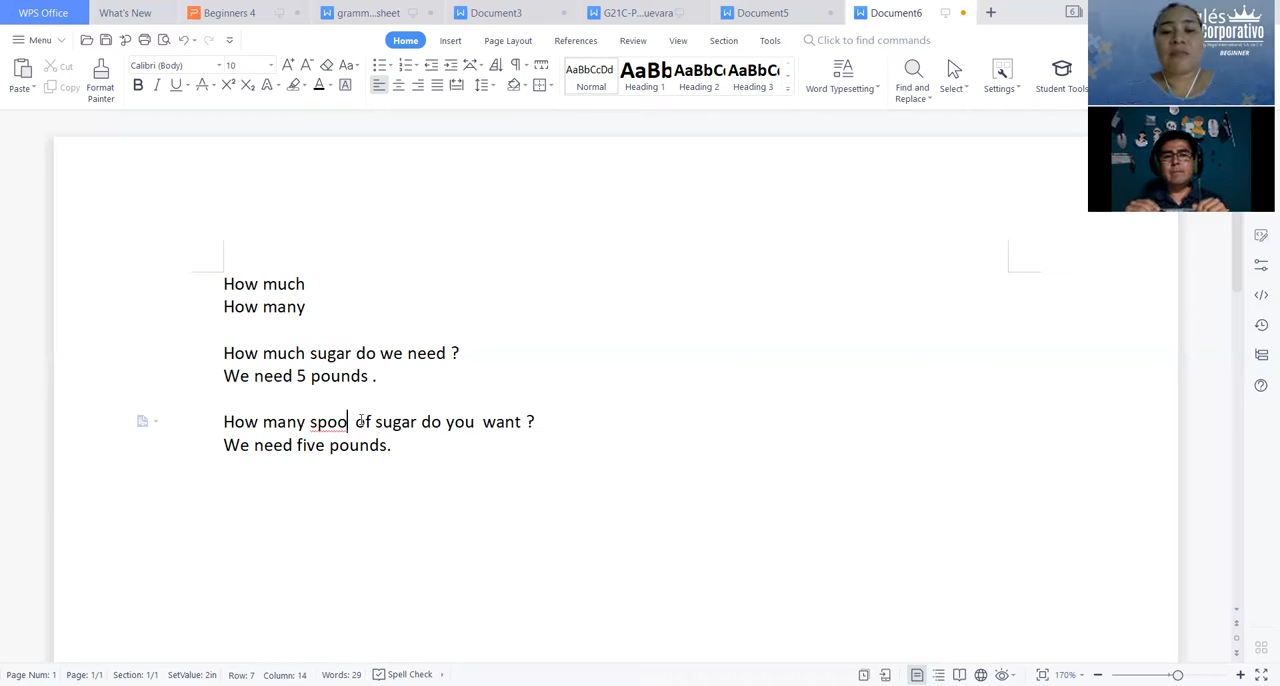 WPS Office What's New Beginners 4 gramm...sheet Document3 G21C-P...uevara Document5 Document6 6
Menu Home Insert Page Layout References Review View Section Tools Click to find commands
Paste Cut Copy Format Painter Calibri (Body) 10 AaBbCcDd Normal AaBb Heading 1 AaBbC Heading 2 AaBbC Heading 3 Word Typesetting Find and Replace Select Settings Student Tools
glés
Corporativo
BEGINNER
How much
How many
How much sugar do we need ?
We need 5 pounds .
How many spoo of sugar do you want ?
We need five pounds.
Page Num: 1 Page: 1/1 Section: 1/1 SetValue: 2in Row: 7 Column: 14 Words: 29 Spell Check 170%